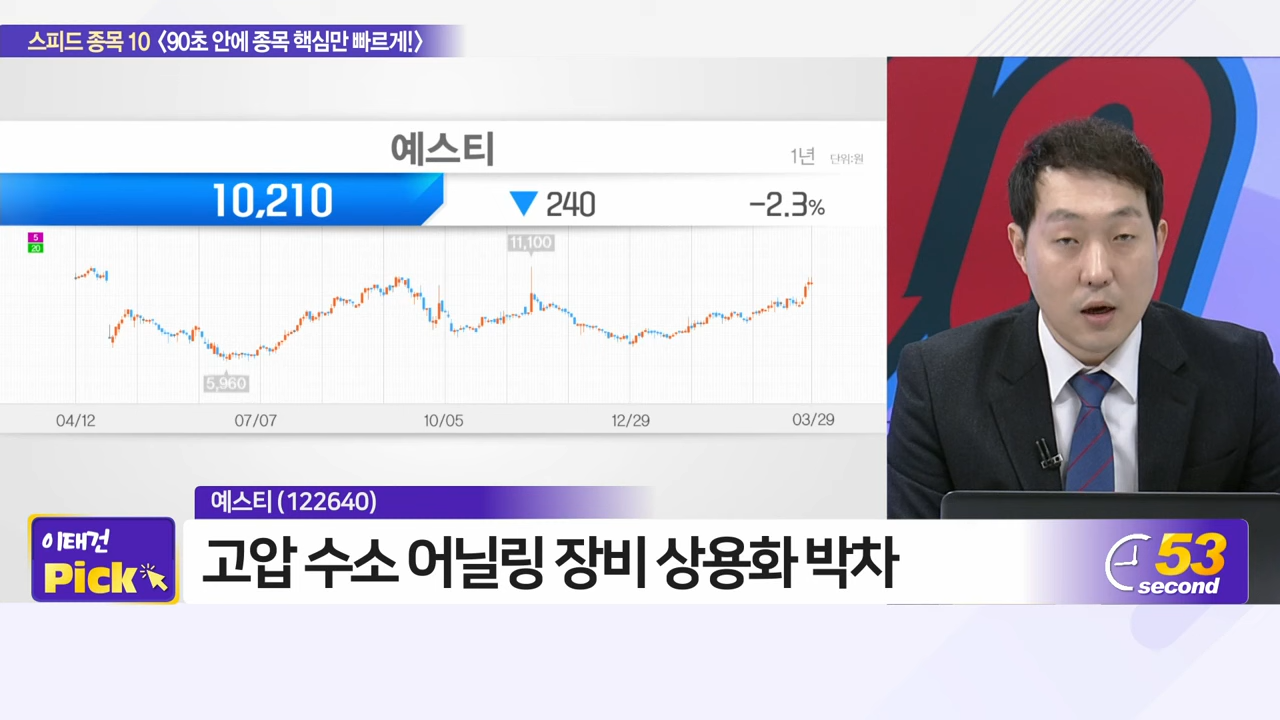 스피드 종목 10 <90초 안에 종목 핵심만 빠르게!>
예스티
1년 단위:원
10,210 ▼ 240 -2.3%
5
20
11,100
5,960
04/12 07/07 10/05 12/29 03/29
예스티 (122640)
이태건
Pick
고압 수소 어닐링 장비 상용화 박차
53
second